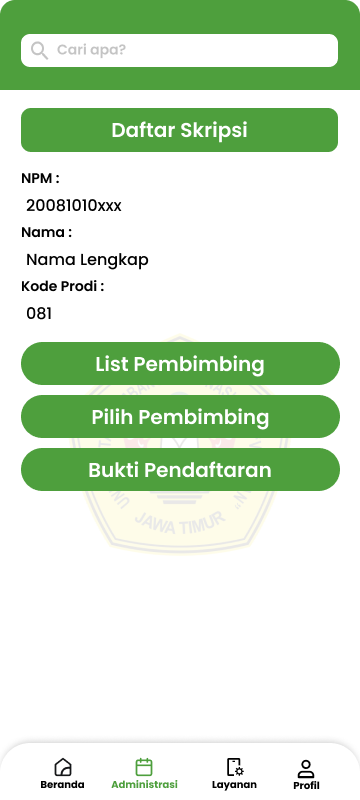 Cari apa?
Daftar Skripsi
NPM :
20081010xxx
Nama :
Nama Lengkap
Kode Prodi :
081
List Pembimbing
Pilih Pembimbing
Bukti Pendaftaran
JAWA TIMUR
Beranda
Administrasi
Layanan
Profil